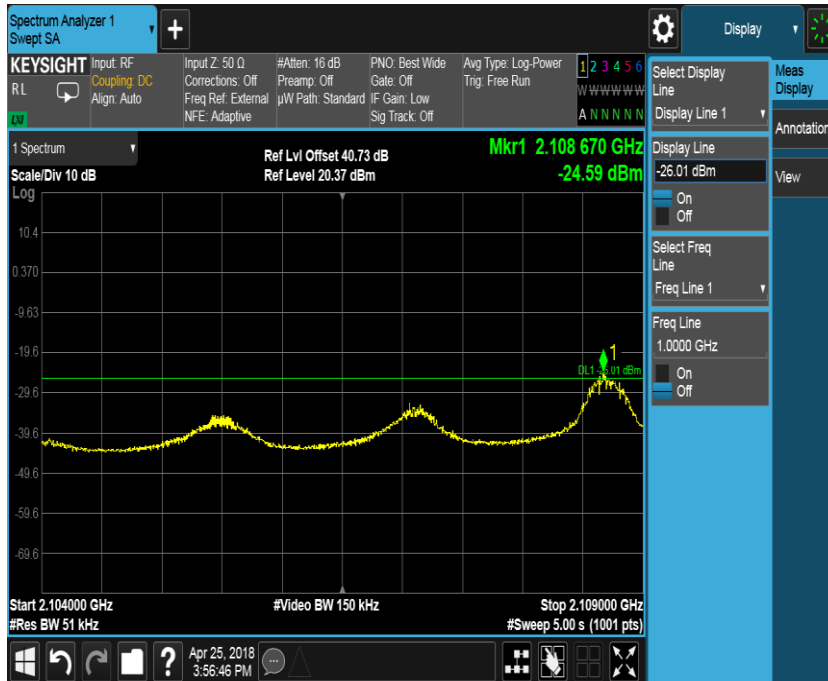 Spectrum Analyzer 1
Swept SA
+
Display
KEYSIGHT
RL
LXI
Input: RF
Coupling: DC
Align: Auto
Input Z: 50 Ω
Corrections: Off
Freq Ref: External
NFE: Adaptive
#Atten: 16 dB
Preamp: Off
µW Path: Standard
PNO: Best Wide
Gate: Off
IF Gain: Low
Sig Track: Off
Avg Type: Log-Power
Trig: Free Run
1 2 3 4 5 6
W W W W W W
A N N N N N
1 Spectrum
Scale/Div 10 dB
Ref Lvl Offset 40.73 dB
Ref Level 20.37 dBm
Mkr1 2.108 670 GHz
-24.59 dBm
Log
10.4
0.370
-9.63
-19.6
-29.6
-39.6
-49.6
-59.6
-69.6
1
DL1 -26.01 dBm
Start 2.104000 GHz
#Res BW 51 kHz
#Video BW 150 kHz
Stop 2.109000 GHz
#Sweep 5.00 s (1001 pts)
Select Display
Line
Display Line 1
Display Line
-26.01 dBm
On
Off
Select Freq
Line
Freq Line 1
Freq Line
1.0000 GHz
On
Off
Meas
Display
Annotation
View
?
Apr 25, 2018
3:56:46 PM